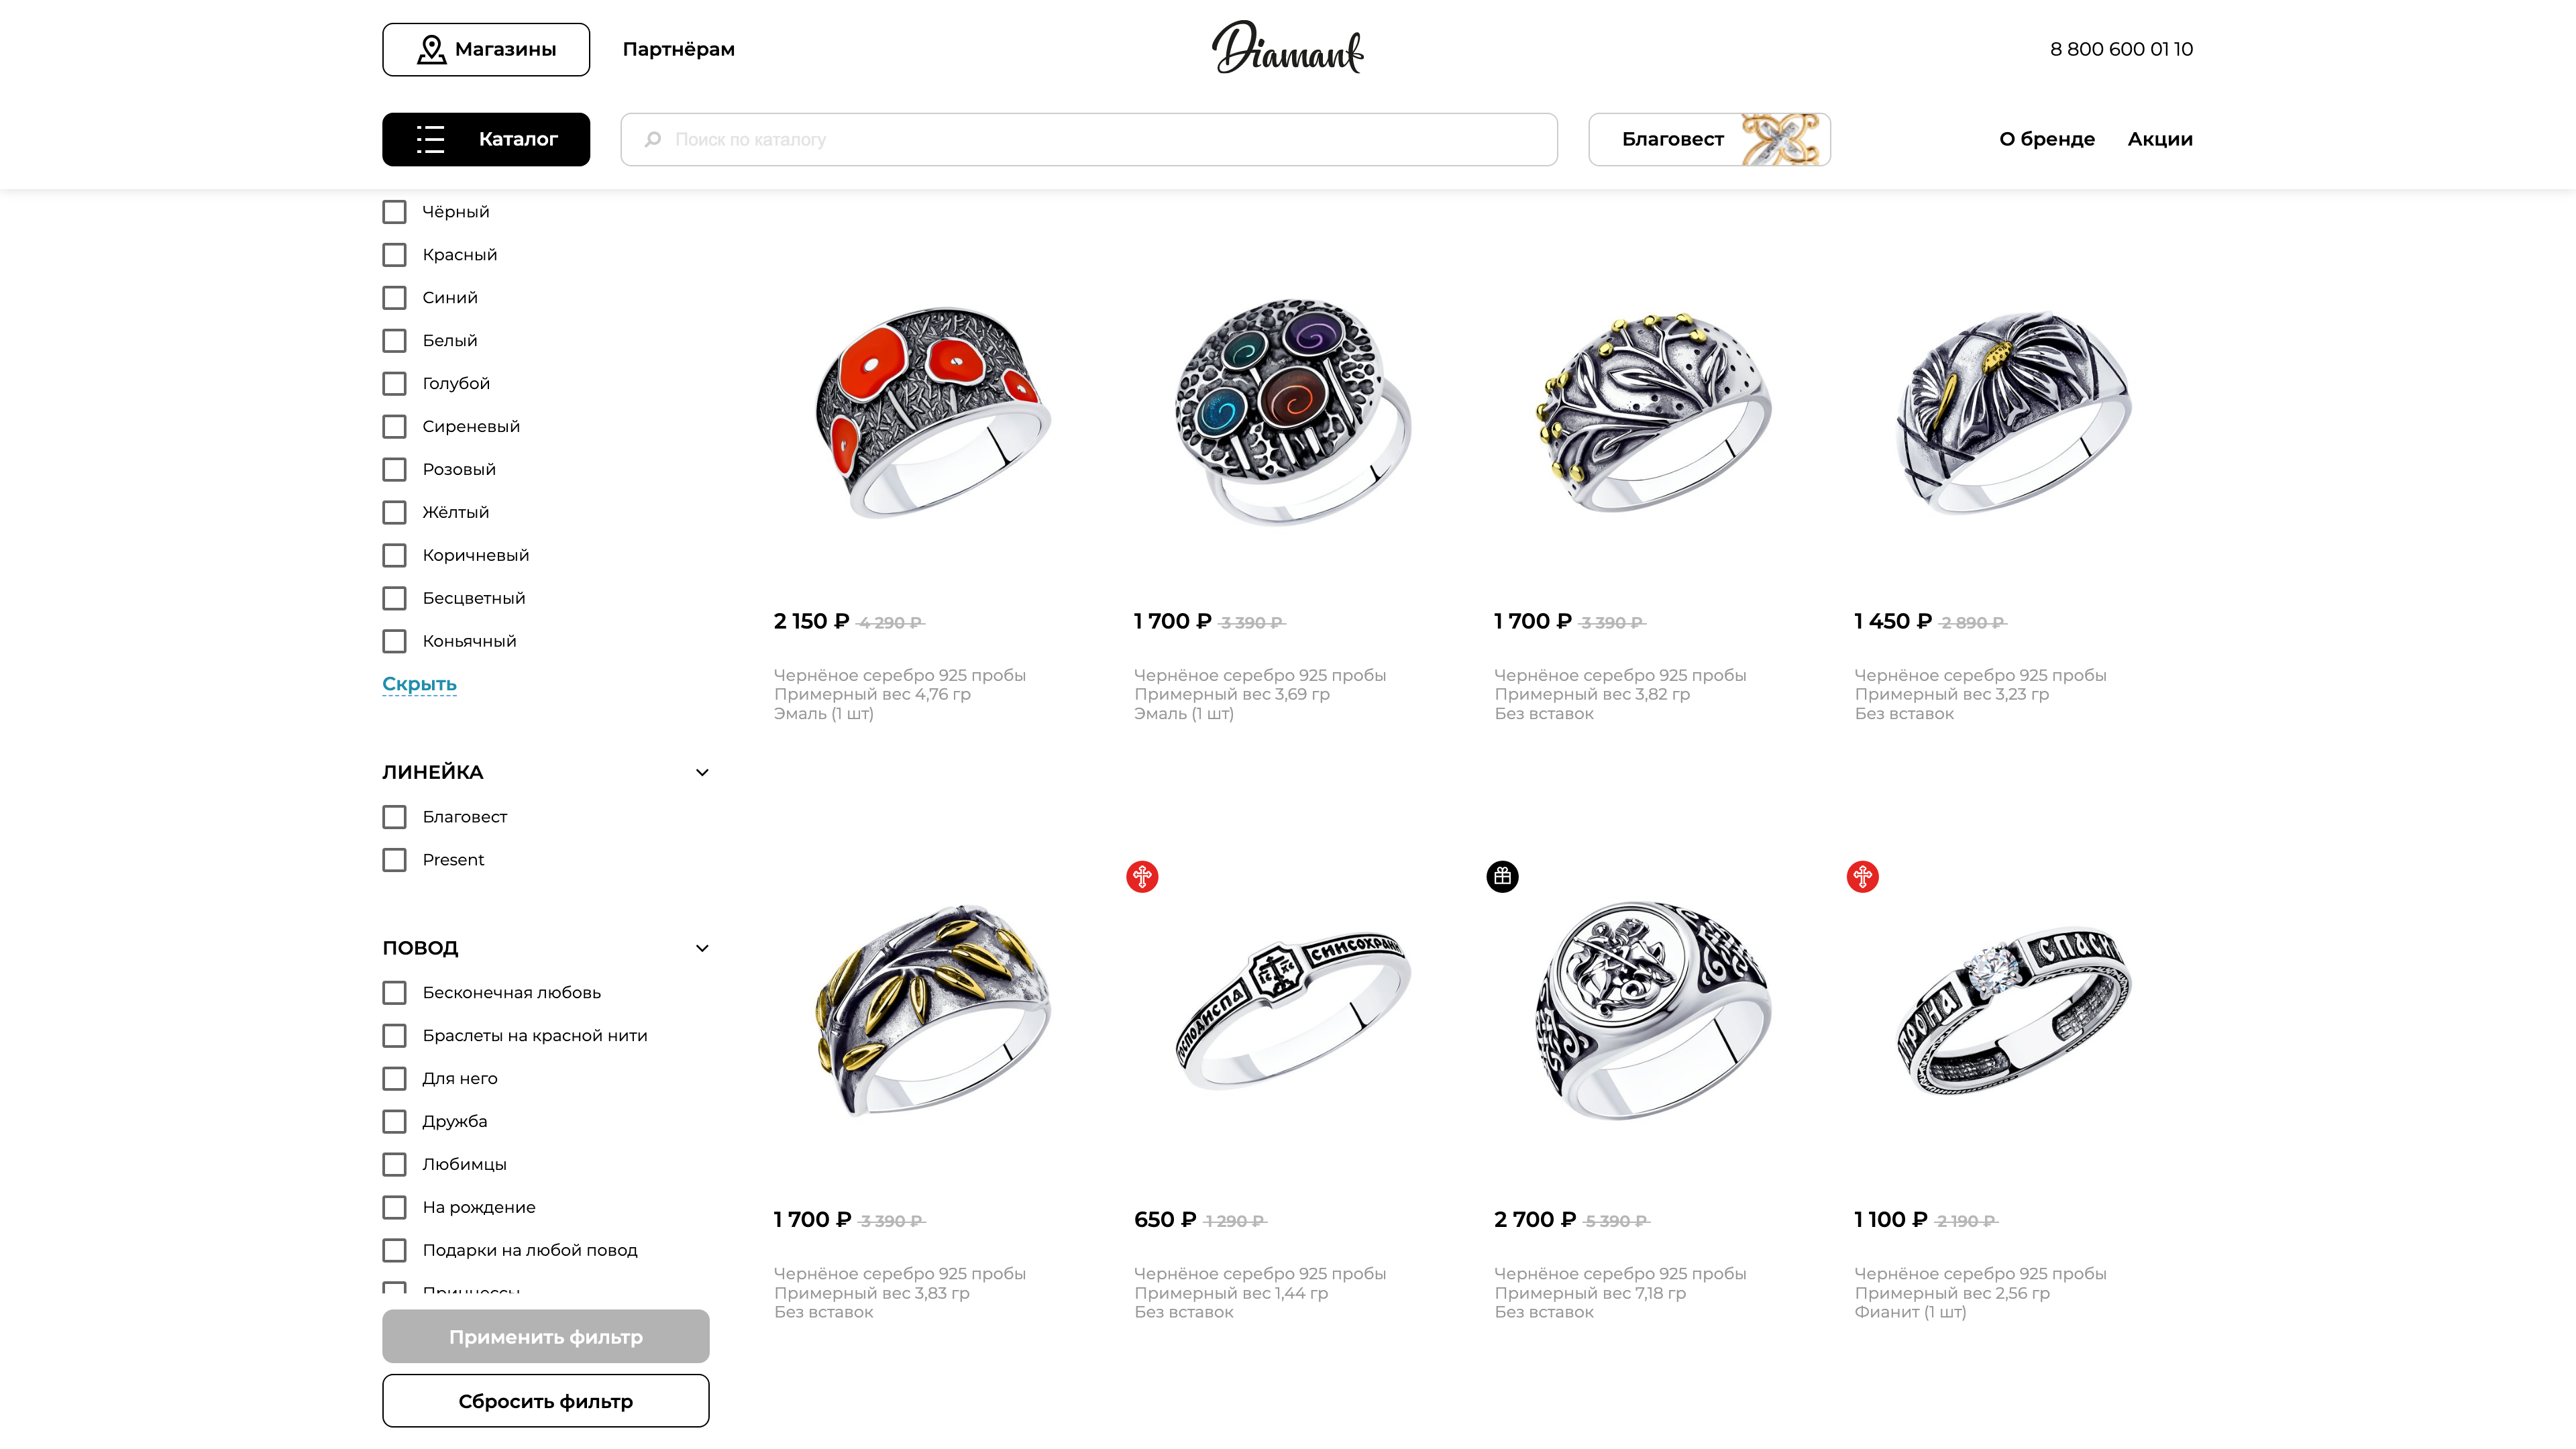 Магазины
Партнёрам
Diamant
8 800 600 01 10
Каталог
Поиск по каталогу
Благовест
О бренде
Акции
Чёрный
Красный
Синий
Белый
Голубой
Сиреневый
Розовый
Жёлтый
Коричневый
Бесцветный
Коньячный
Скрыть
ЛИНЕЙКА
Благовест
Present
ПОВОД
Бесконечная любовь
Браслеты на красной нити
Для него
Дружба
Любимцы
На рождение
Подарки на любой повод
Принцессы
Применить фильтр
Сбросить фильтр
2 150 ₽ 4 290 ₽
Чернёное серебро 925 пробы
Примерный вес 4,76 гр
Эмаль (1 шт)
1 700 ₽ 3 390 ₽
Чернёное серебро 925 пробы
Примерный вес 3,69 гр
Эмаль (1 шт)
1 700 ₽ 3 390 ₽
Чернёное серебро 925 пробы
Примерный вес 3,82 гр
Без вставок
1 450 ₽ 2 890 ₽
Чернёное серебро 925 пробы
Примерный вес 3,23 гр
Без вставок
1 700 ₽ 3 390 ₽
Чернёное серебро 925 пробы
Примерный вес 3,83 гр
Без вставок
650 ₽ 1 290 ₽
Чернёное серебро 925 пробы
Примерный вес 1,44 гр
Без вставок
2 700 ₽ 5 390 ₽
Чернёное серебро 925 пробы
Примерный вес 7,18 гр
Без вставок
СПАСИ
1 100 ₽ 2 190 ₽
Чернёное серебро 925 пробы
Примерный вес 2,56 гр
Фианит (1 шт)